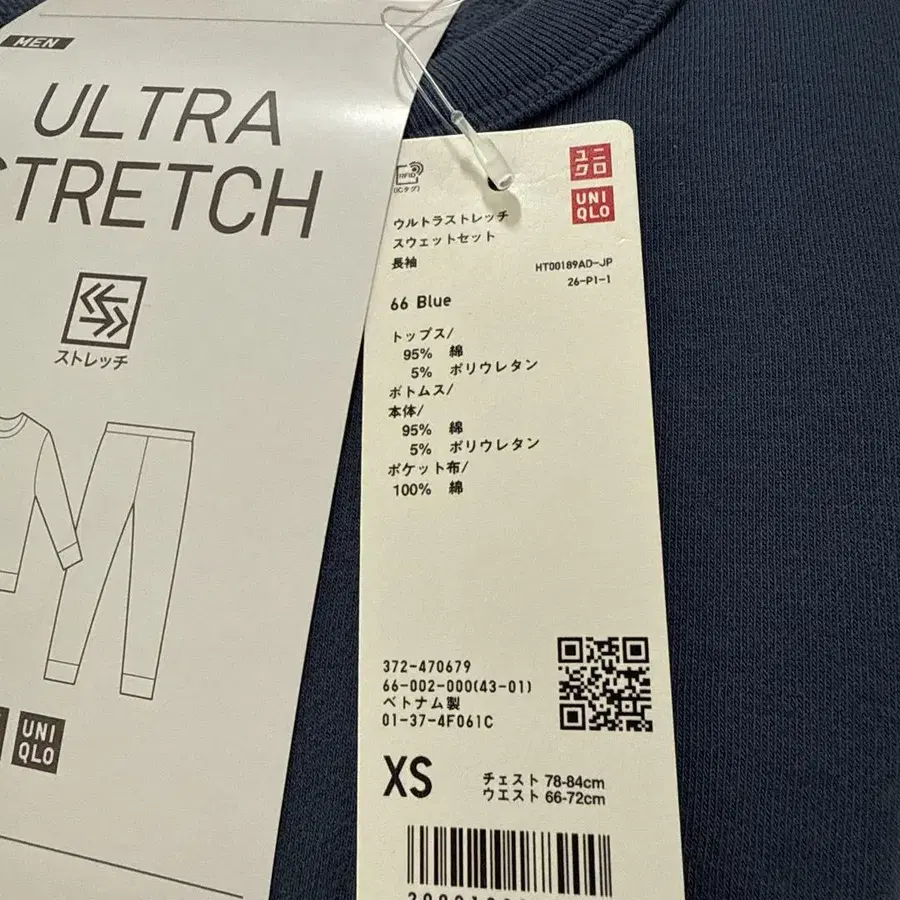 MEN
ULTRA
STRETCH
ストレッチ
UNI
QLO
RFID
(ICタグ)
ユニ
クロ
UNI
QLO
ウルトラストレッチ
スウェットセット
長袖
HT00189AD-JP
26-P1-1
66 Blue
トップス/
95% 綿
5% ポリウレタン
ボトムス/
本体/
95% 綿
5% ポリウレタン
ポケット布/
100% 綿
372-470679
66-002-000(43-01)
ベトナム製
01-37-4F061C
XS
チェスト 78-84cm
ウエスト 66-72cm